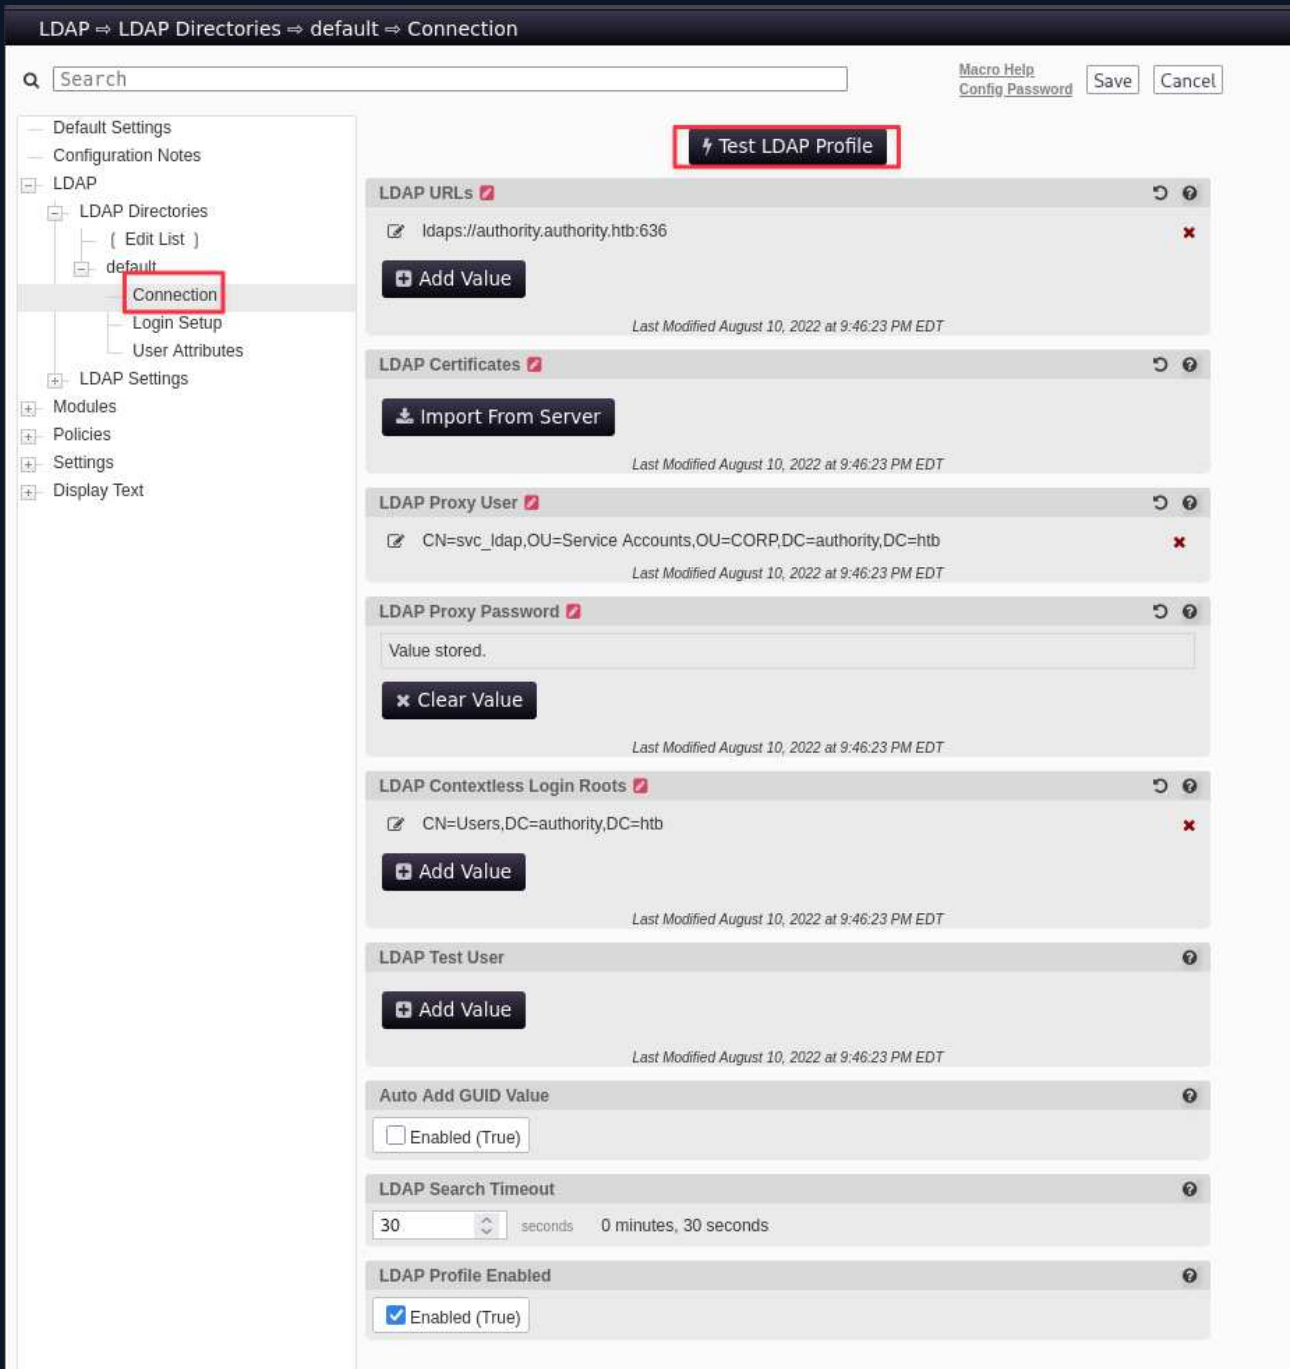 LDAP ⇨ LDAP Directories ⇨ default ⇨ Connection
Search
Macro Help
Config Password
Save
Cancel
Default Settings
Configuration Notes
LDAP
LDAP Directories
( Edit List )
default
Connection
Login Setup
User Attributes
LDAP Settings
Modules
Policies
Settings
Display Text
Test LDAP Profile
LDAP URLs
ldaps://authority.authority.htb:636
Add Value
Last Modified August 10, 2022 at 9:46:23 PM EDT
LDAP Certificates
Import From Server
Last Modified August 10, 2022 at 9:46:23 PM EDT
LDAP Proxy User
CN=svc_ldap,OU=Service Accounts,OU=CORP,DC=authority,DC=htb
Last Modified August 10, 2022 at 9:46:23 PM EDT
LDAP Proxy Password
Value stored.
Clear Value
Last Modified August 10, 2022 at 9:46:23 PM EDT
LDAP Contextless Login Roots
CN=Users,DC=authority,DC=htb
Add Value
Last Modified August 10, 2022 at 9:46:23 PM EDT
LDAP Test User
Add Value
Last Modified August 10, 2022 at 9:46:23 PM EDT
Auto Add GUID Value
Enabled (True)
LDAP Search Timeout
30 seconds 0 minutes, 30 seconds
LDAP Profile Enabled
Enabled (True)